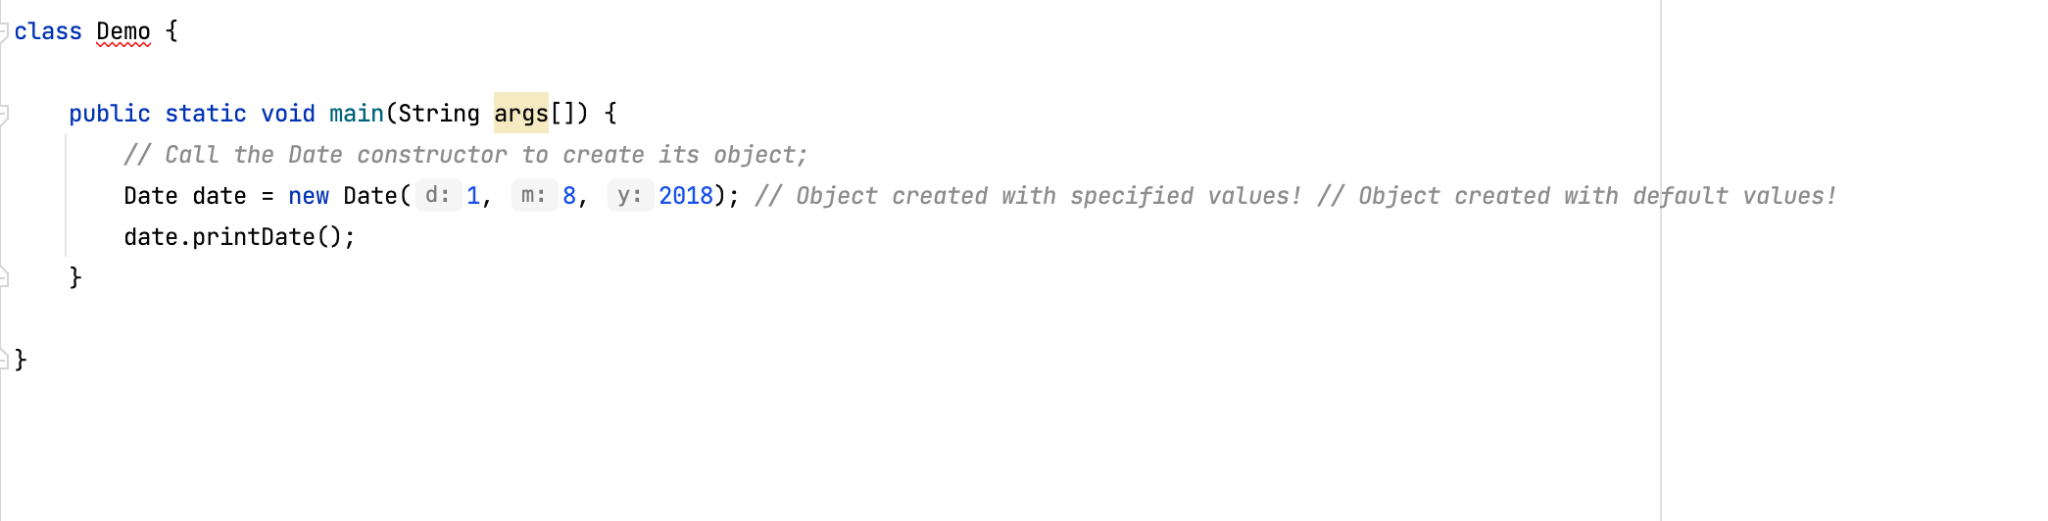 class Demo {
public static void main(String args[]) {
// Call the Date constructor to create its object;
Date date = new Date( d: 1, m: 8, y: 2018); // Object created with specified values! // Object created with default values!
date.printDate();
}
}